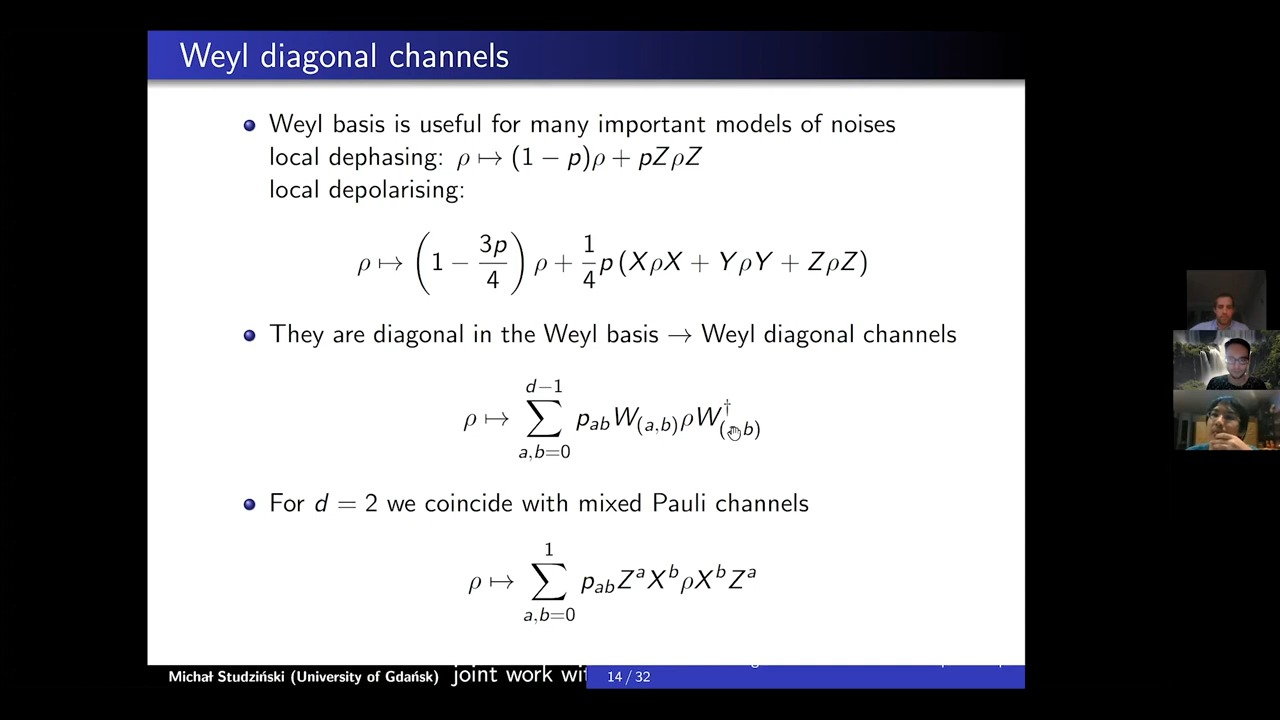 Weyl diagonal channels
Weyl basis is useful for many important models of noises
local dephasing: ρ ↦ (1 − p)ρ + pZρZ
local depolarising:
ρ ↦ (1 − 3p/4) ρ + 1/4 p (XρX + YρY + ZρZ)
They are diagonal in the Weyl basis → Weyl diagonal channels
ρ ↦ ∑_{a,b=0}^{d−1} p_{ab} W_{(a,b)} ρ W^†_{( b)}
For d = 2 we coincide with mixed Pauli channels
ρ ↦ ∑_{a,b=0}^{1} p_{ab} Z^a X^b ρ X^b Z^a
Michał Studziński (University of Gdańsk) joint work 14 / 32